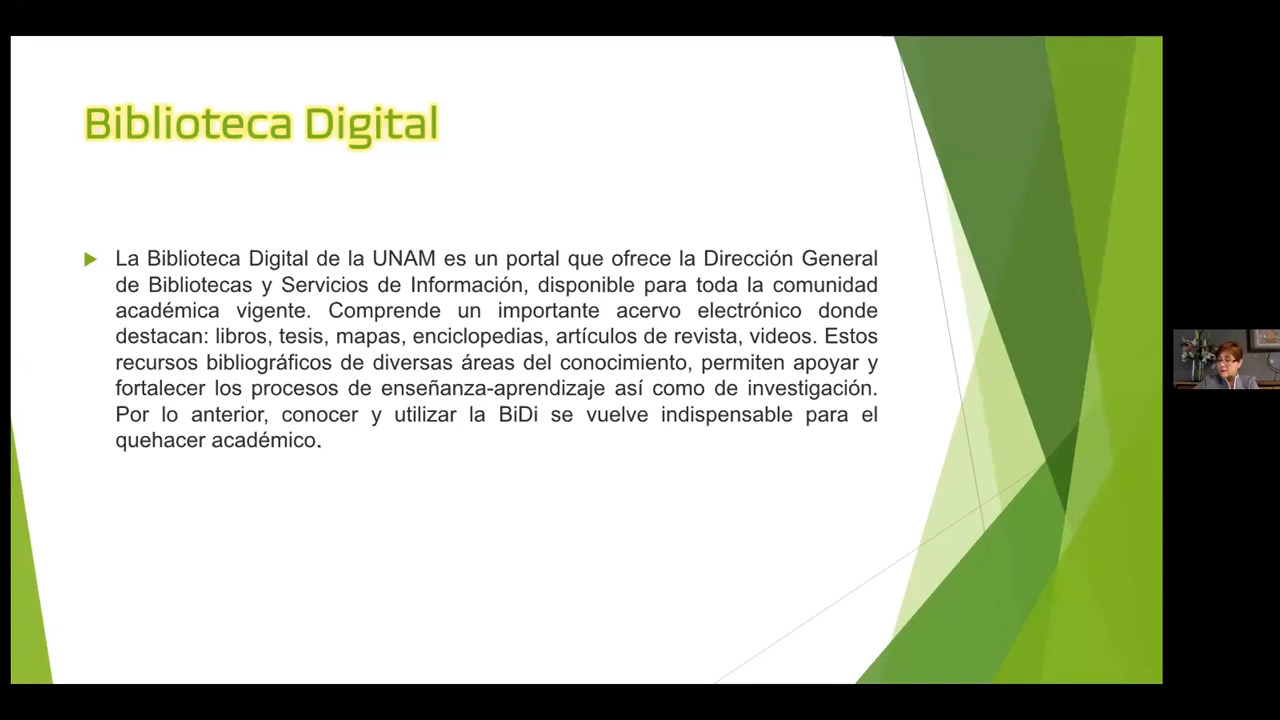 Biblioteca Digital
La Biblioteca Digital de la UNAM es un portal que ofrece la Dirección General
de Bibliotecas y Servicios de Información, disponible para toda la comunidad
académica vigente. Comprende un importante acervo electrónico donde
destacan: libros, tesis, mapas, enciclopedias, artículos de revista, videos. Estos
recursos bibliográficos de diversas áreas del conocimiento, permiten apoyar y
fortalecer los procesos de enseñanza-aprendizaje así como de investigación.
Por lo anterior, conocer y utilizar la BiDi se vuelve indispensable para el
quehacer académico.